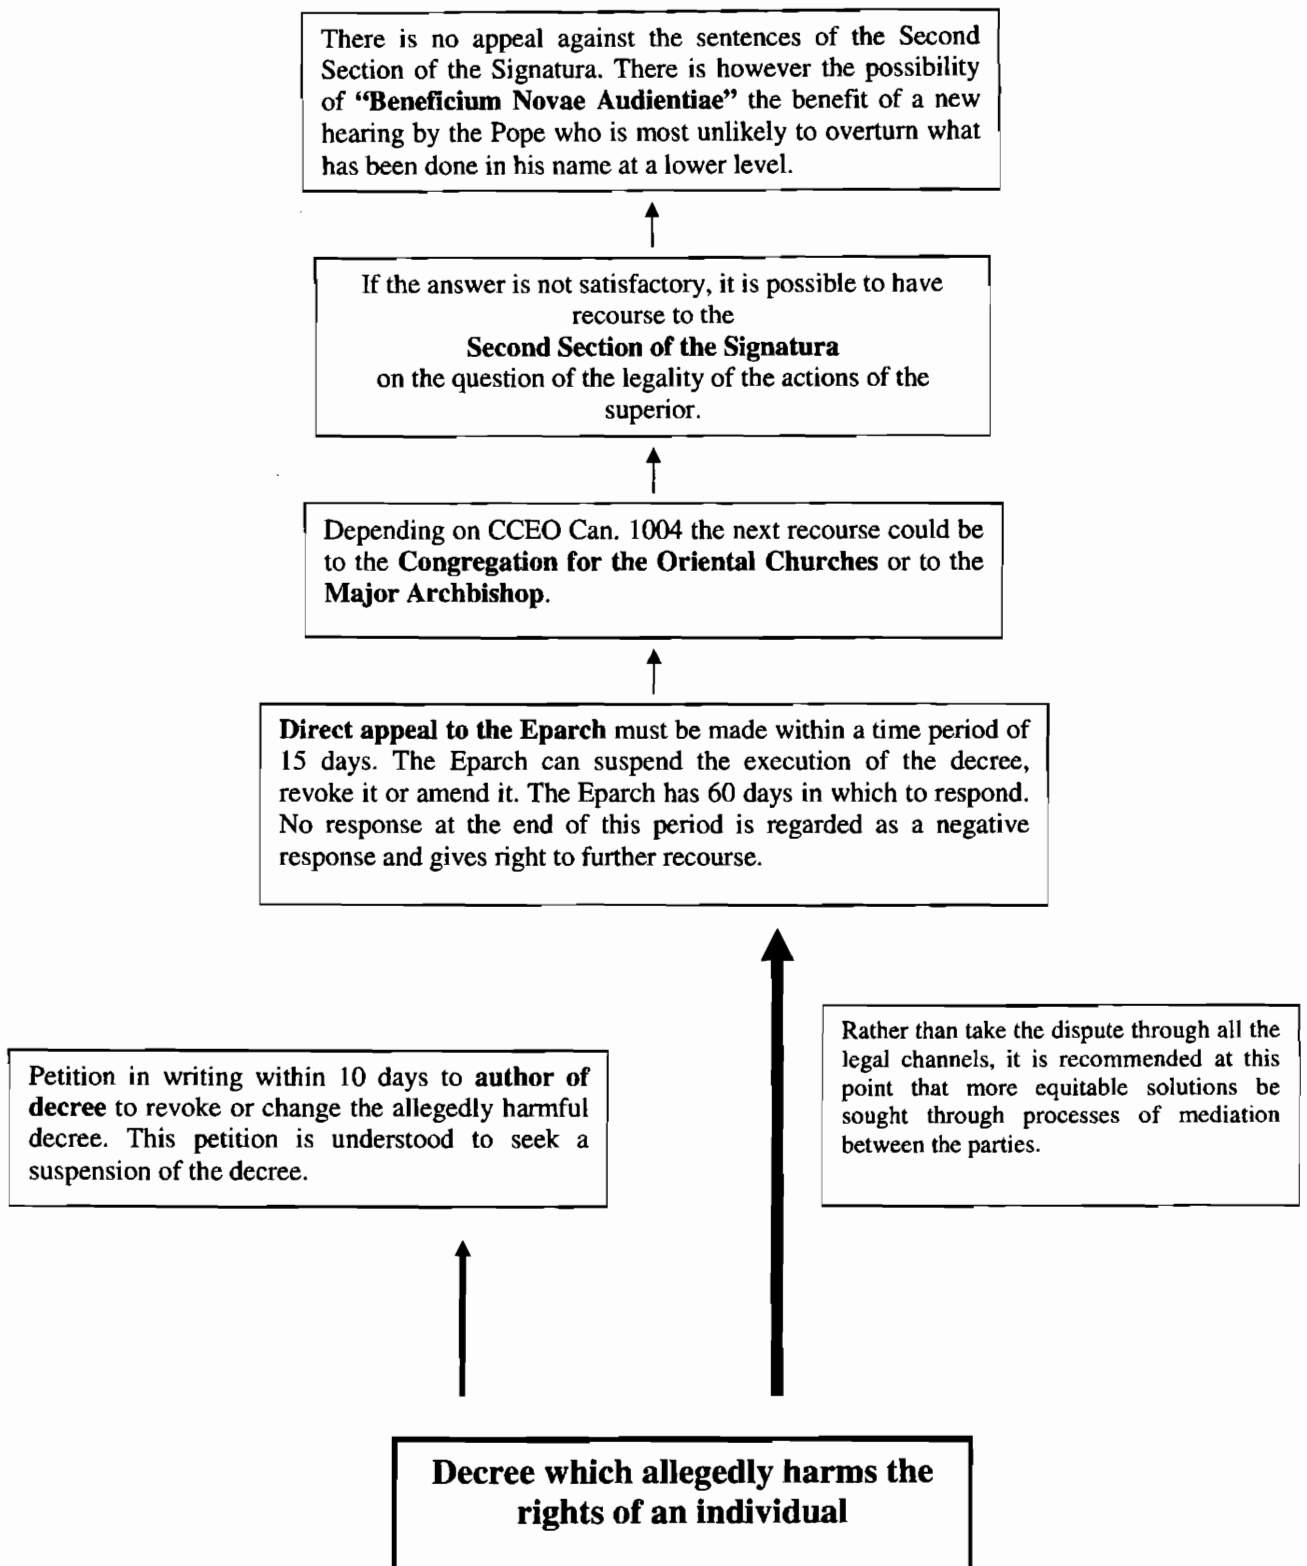 There is no appeal against the sentences of the Second
Section of the Signatura. There is however the possibility
of “Beneficium Novae Audientiae” the benefit of a new
hearing by the Pope who is most unlikely to overturn what
has been done in his name at a lower level.
If the answer is not satisfactory, it is possible to have
recourse to the
Second Section of the Signatura
on the question of the legality of the actions of the
superior.
Depending on CCEO Can. 1004 the next recourse could be
to the Congregation for the Oriental Churches or to the
Major Archbishop.
Direct appeal to the Eparch must be made within a time period of
15 days. The Eparch can suspend the execution of the decree,
revoke it or amend it. The Eparch has 60 days in which to respond.
No response at the end of this period is regarded as a negative
response and gives right to further recourse.
Petition in writing within 10 days to author of
decree to revoke or change the allegedly harmful
decree. This petition is understood to seek a
suspension of the decree.
Rather than take the dispute through all the
legal channels, it is recommended at this
point that more equitable solutions be
sought through processes of mediation
between the parties.
Decree which allegedly harms the
rights of an individual